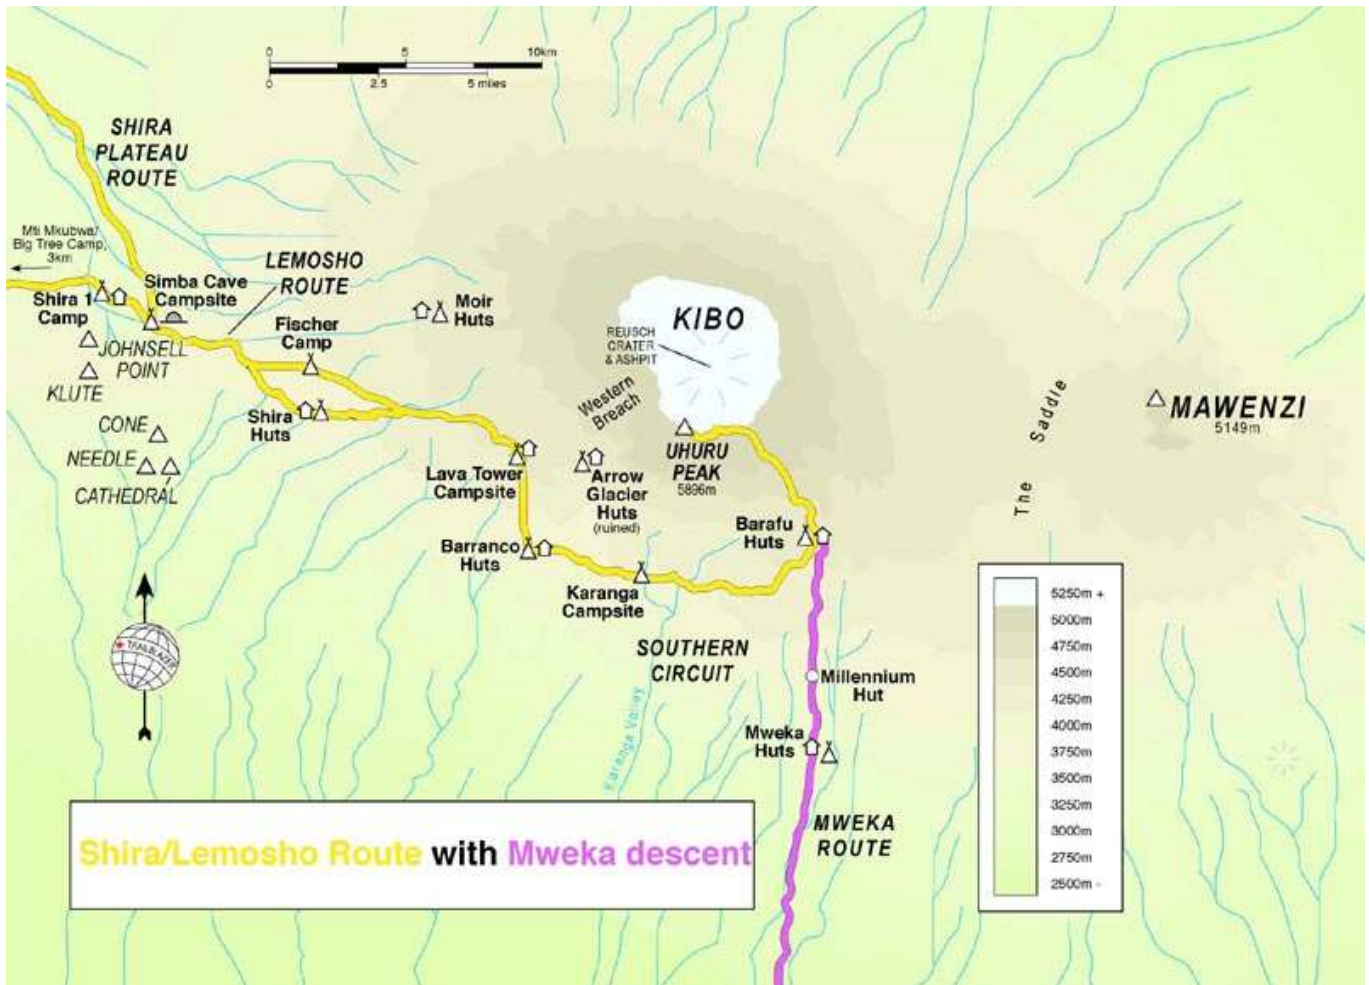 0
5
10km
0
2.5
5 miles
SHIRA
PLATEAU
ROUTE
Mti Mkubwa/
Big Tree Camp,
3km
LEMOSHO
ROUTE
Simba Cave
Campsite
Shira 1
Camp
Moir
Huts
KIBO
REUSCH
CRATER
& ASHPIT
Fischer
Camp
JOHNSELL
POINT
KLUTE
Western
Breach
The Saddle
MAWENZI
5149m
Shira
Huts
CONE
NEEDLE
CATHEDRAL
UHURU
PEAK
5896m
Lava Tower
Campsite
Arrow
Glacier
Huts
(ruined)
Barafu
Huts
Barranco
Huts
Karanga
Campsite
TRAILBLAZER
SOUTHERN
CIRCUIT
Millennium
Hut
Karanga Valley
Mweka
Huts
MWEKA
ROUTE
5250m +
5000m
4750m
4500m
4250m
4000m
3750m
3500m
3250m
3000m
2750m
2500m -
Shira/Lemosho Route with Mweka descent